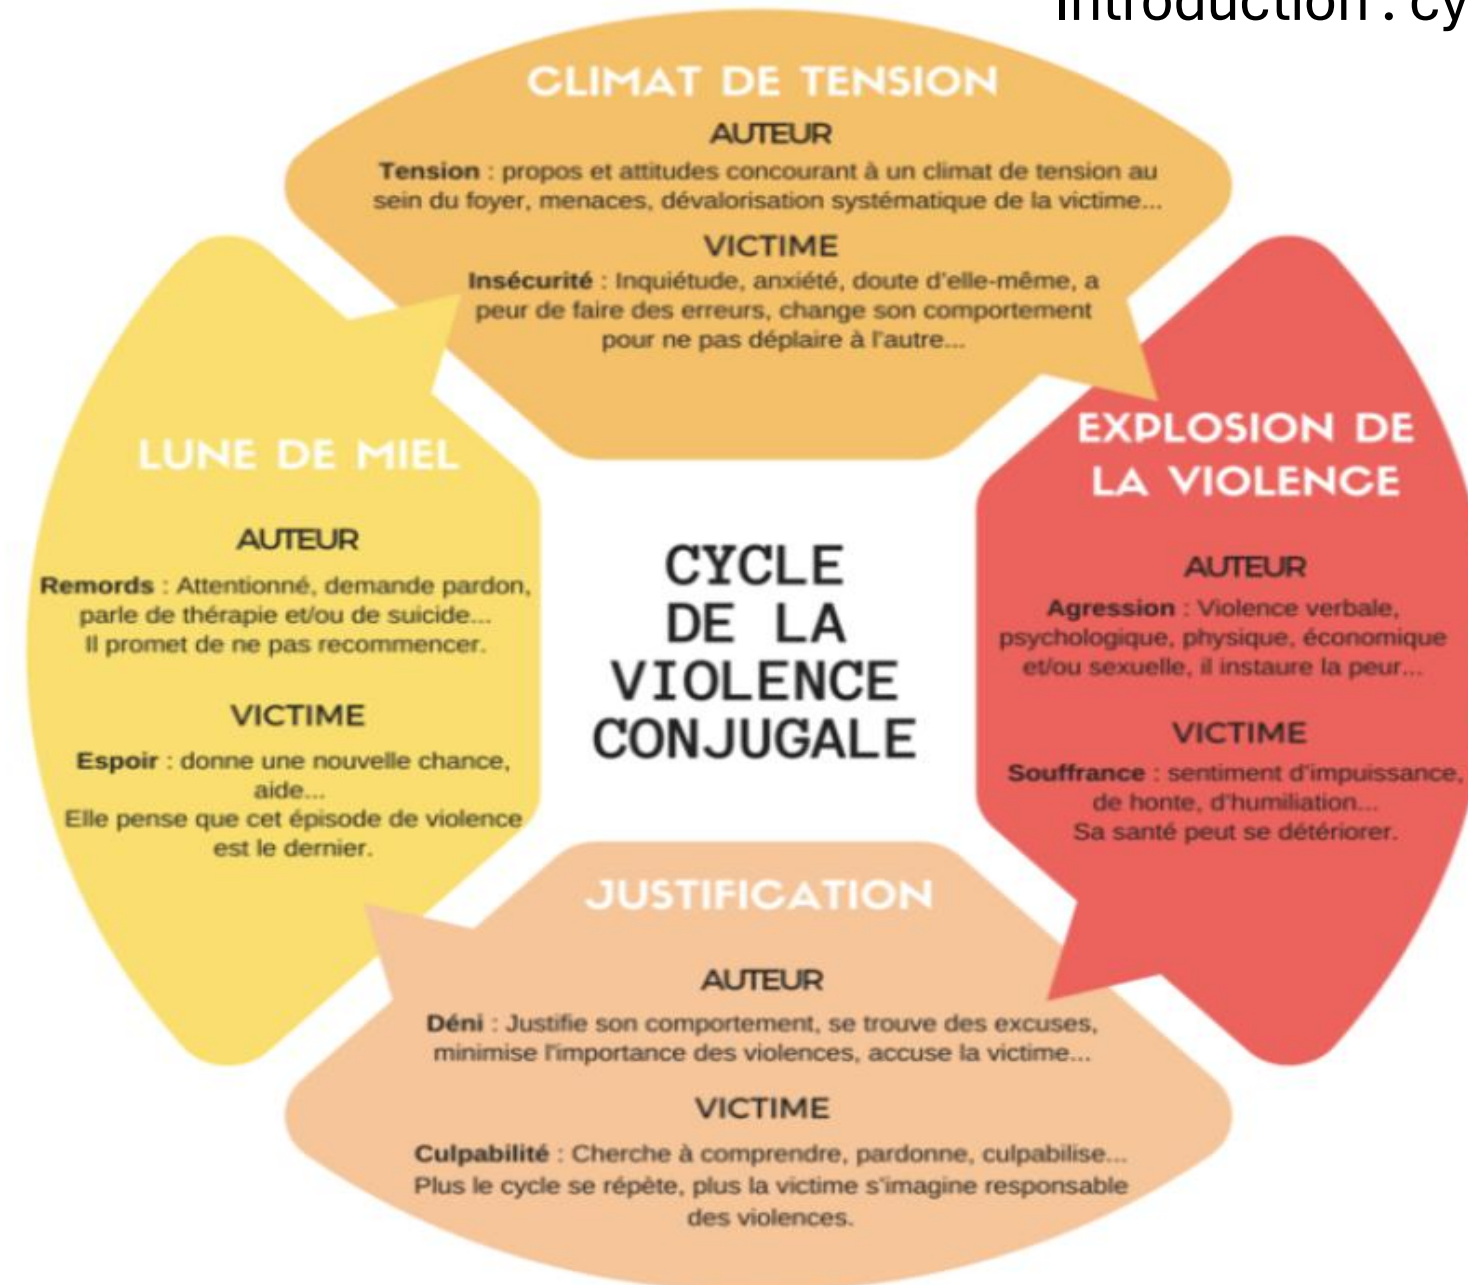 Introduction : cy
CLIMAT DE TENSION
AUTEUR
Tension : propos et attitudes concourant à un climat de tension au
sein du foyer, menaces, dévalorisation systématique de la victime...
VICTIME
Insécurité : Inquiétude, anxiété, doute d'elle-même, a
peur de faire des erreurs, change son comportement
pour ne pas déplaire à l'autre...
EXPLOSION DE
LA VIOLENCE
AUTEUR
Agression : Violence verbale,
psychologique, physique, économique
et/ou sexuelle, il instaure la peur...
VICTIME
Souffrance : sentiment d'impuissance,
de honte, d'humiliation...
Sa santé peut se détériorer.
JUSTIFICATION
AUTEUR
Déni : Justifie son comportement, se trouve des excuses,
minimise l'importance des violences, accuse la victime...
VICTIME
Culpabilité : Cherche à comprendre, pardonne, culpabilise...
Plus le cycle se répète, plus la victime s'imagine responsable
des violences.
LUNE DE MIEL
AUTEUR
Remords : Attentionné, demande pardon,
parle de thérapie et/ou de suicide...
Il promet de ne pas recommencer.
VICTIME
Espoir : donne une nouvelle chance,
aide...
Elle pense que cet épisode de violence
est le dernier.
CYCLE
DE LA
VIOLENCE
CONJUGALE